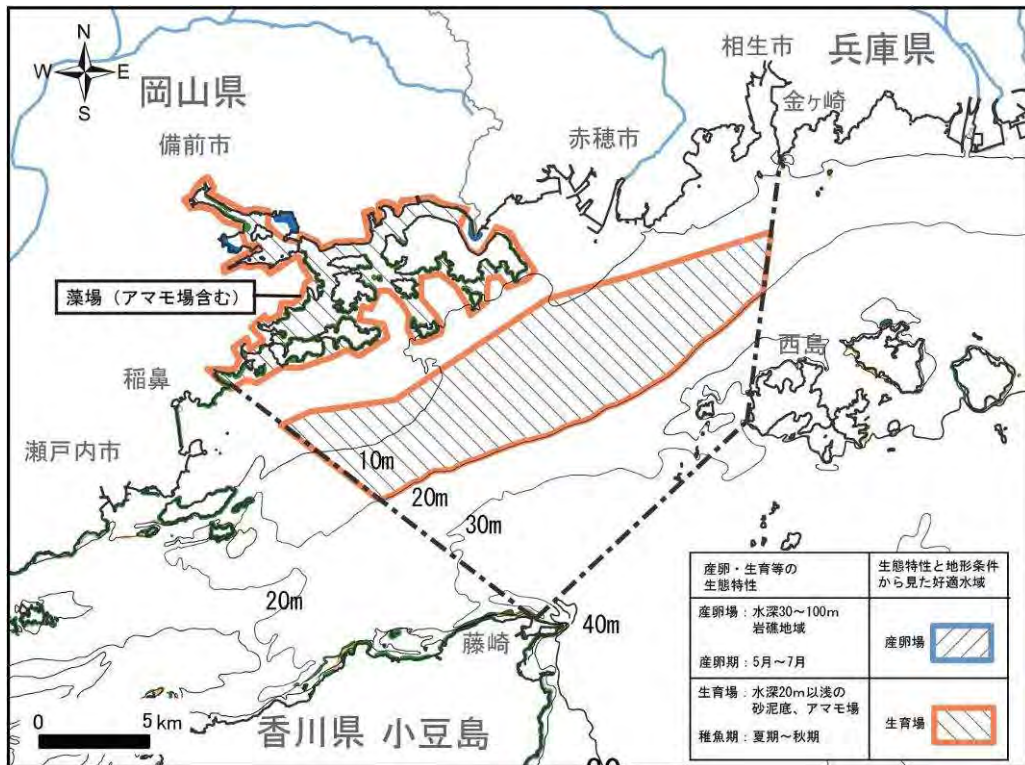 N
W E
S
岡山県
備前市
相生市
兵庫県
金ヶ崎
赤穂市
藻場（アマモ場含む）
稲鼻
西島
瀬戸内市
10m
20m
30m
20m
40m
藤崎
香川県 小豆島
0 5km
産卵・生育等の
生態特性
生態特性と地形条件
から見た好適水域
産卵場：水深30～100m
岩礁地域
産卵期：5月～7月
産卵場
生育場：水深20m以浅の
砂泥底、アマモ場
稚魚期：夏期～秋期
生育場